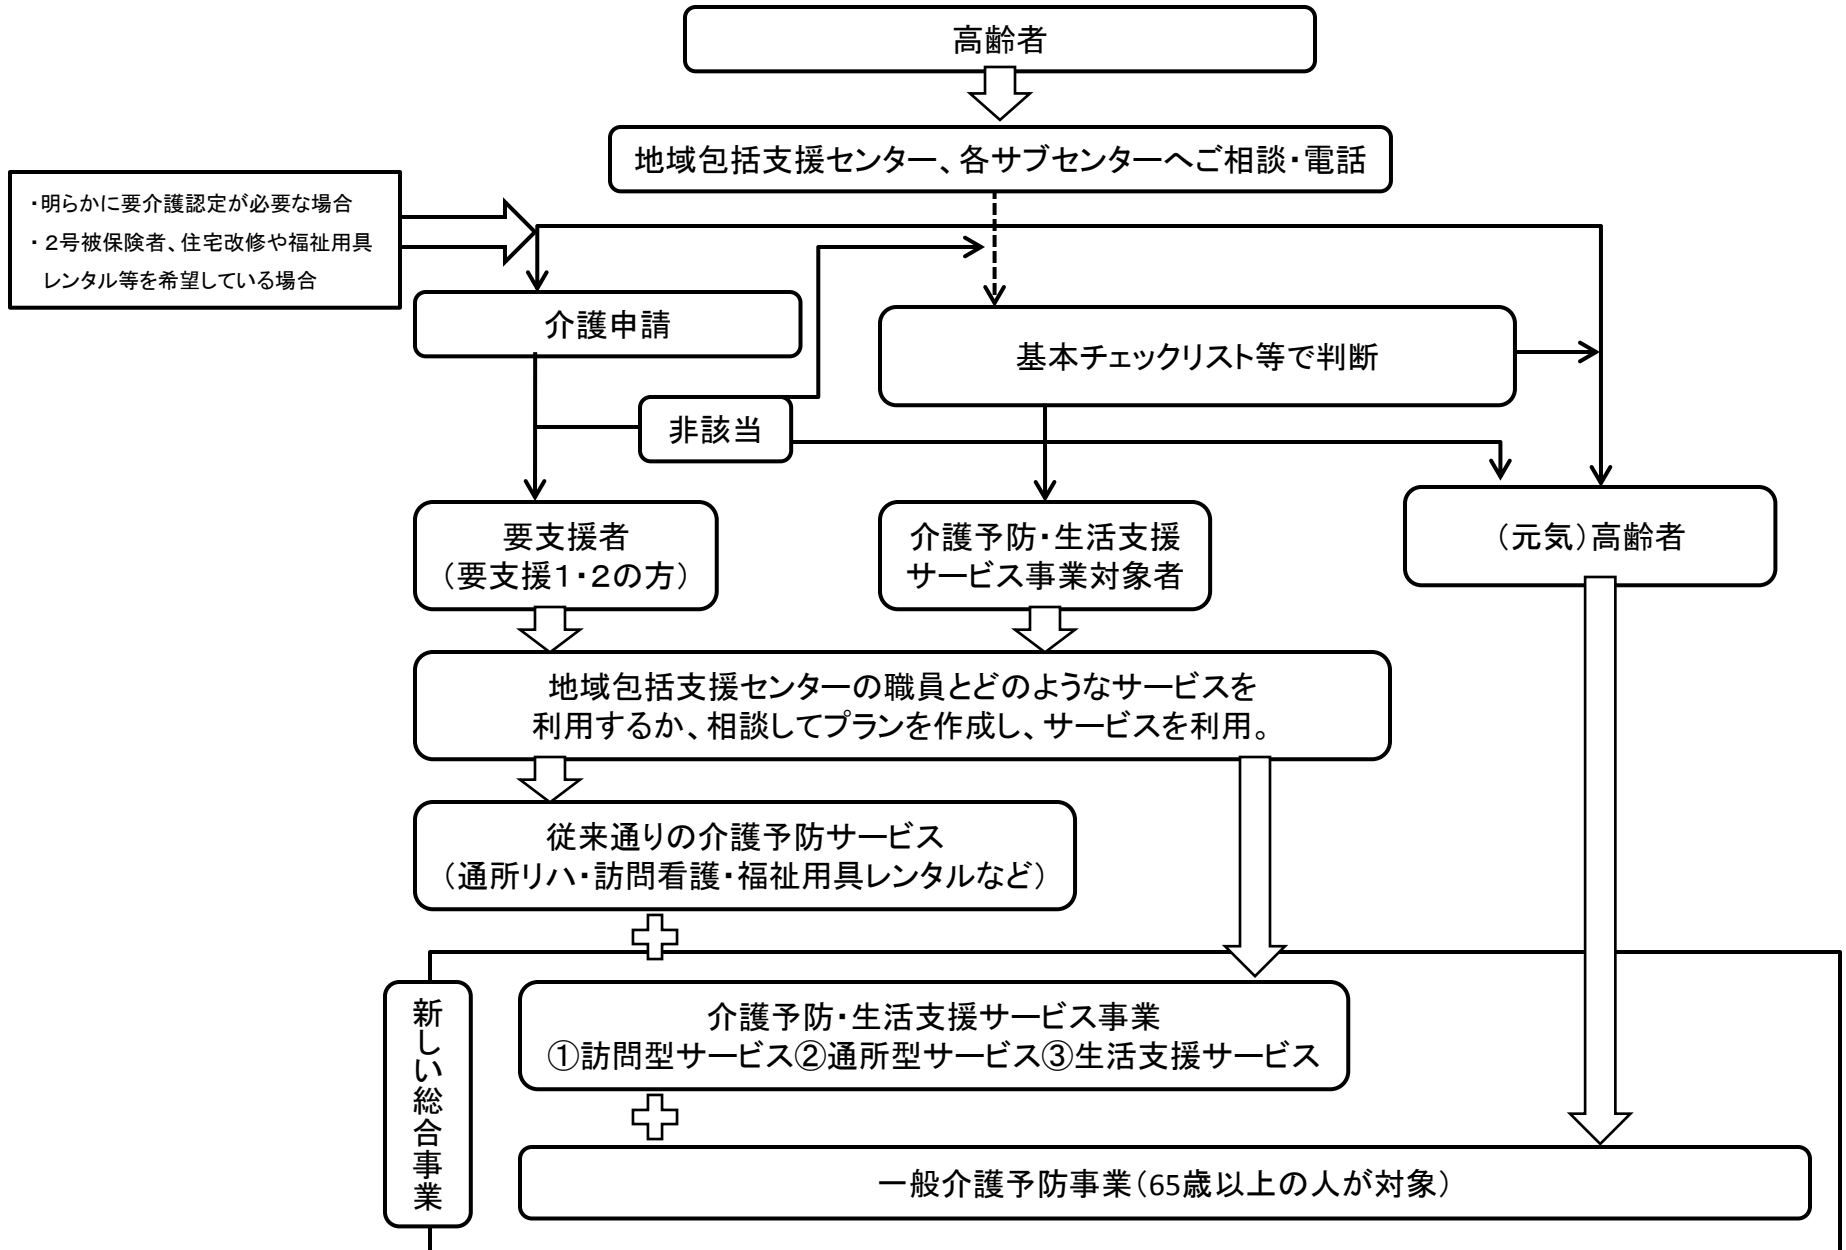 高齢者
地域包括支援センター、各サブセンターへご相談・電話
・明らかに要介護認定が必要な場合
・2号被保険者、住宅改修や福祉用具
レンタル等を希望している場合
介護申請
基本チェックリスト等で判断
非該当
要支援者
（要支援１・２の方）
介護予防・生活支援
サービス事業対象者
（元気）高齢者
地域包括支援センターの職員とどのようなサービスを
利用するか、相談してプランを作成し、サービスを利用。
従来通りの介護予防サービス
（通所リハ・訪問看護・福祉用具レンタルなど）
新しい総合事業
介護予防・生活支援サービス事業
①訪問型サービス②通所型サービス③生活支援サービス
一般介護予防事業（65歳以上の人が対象）